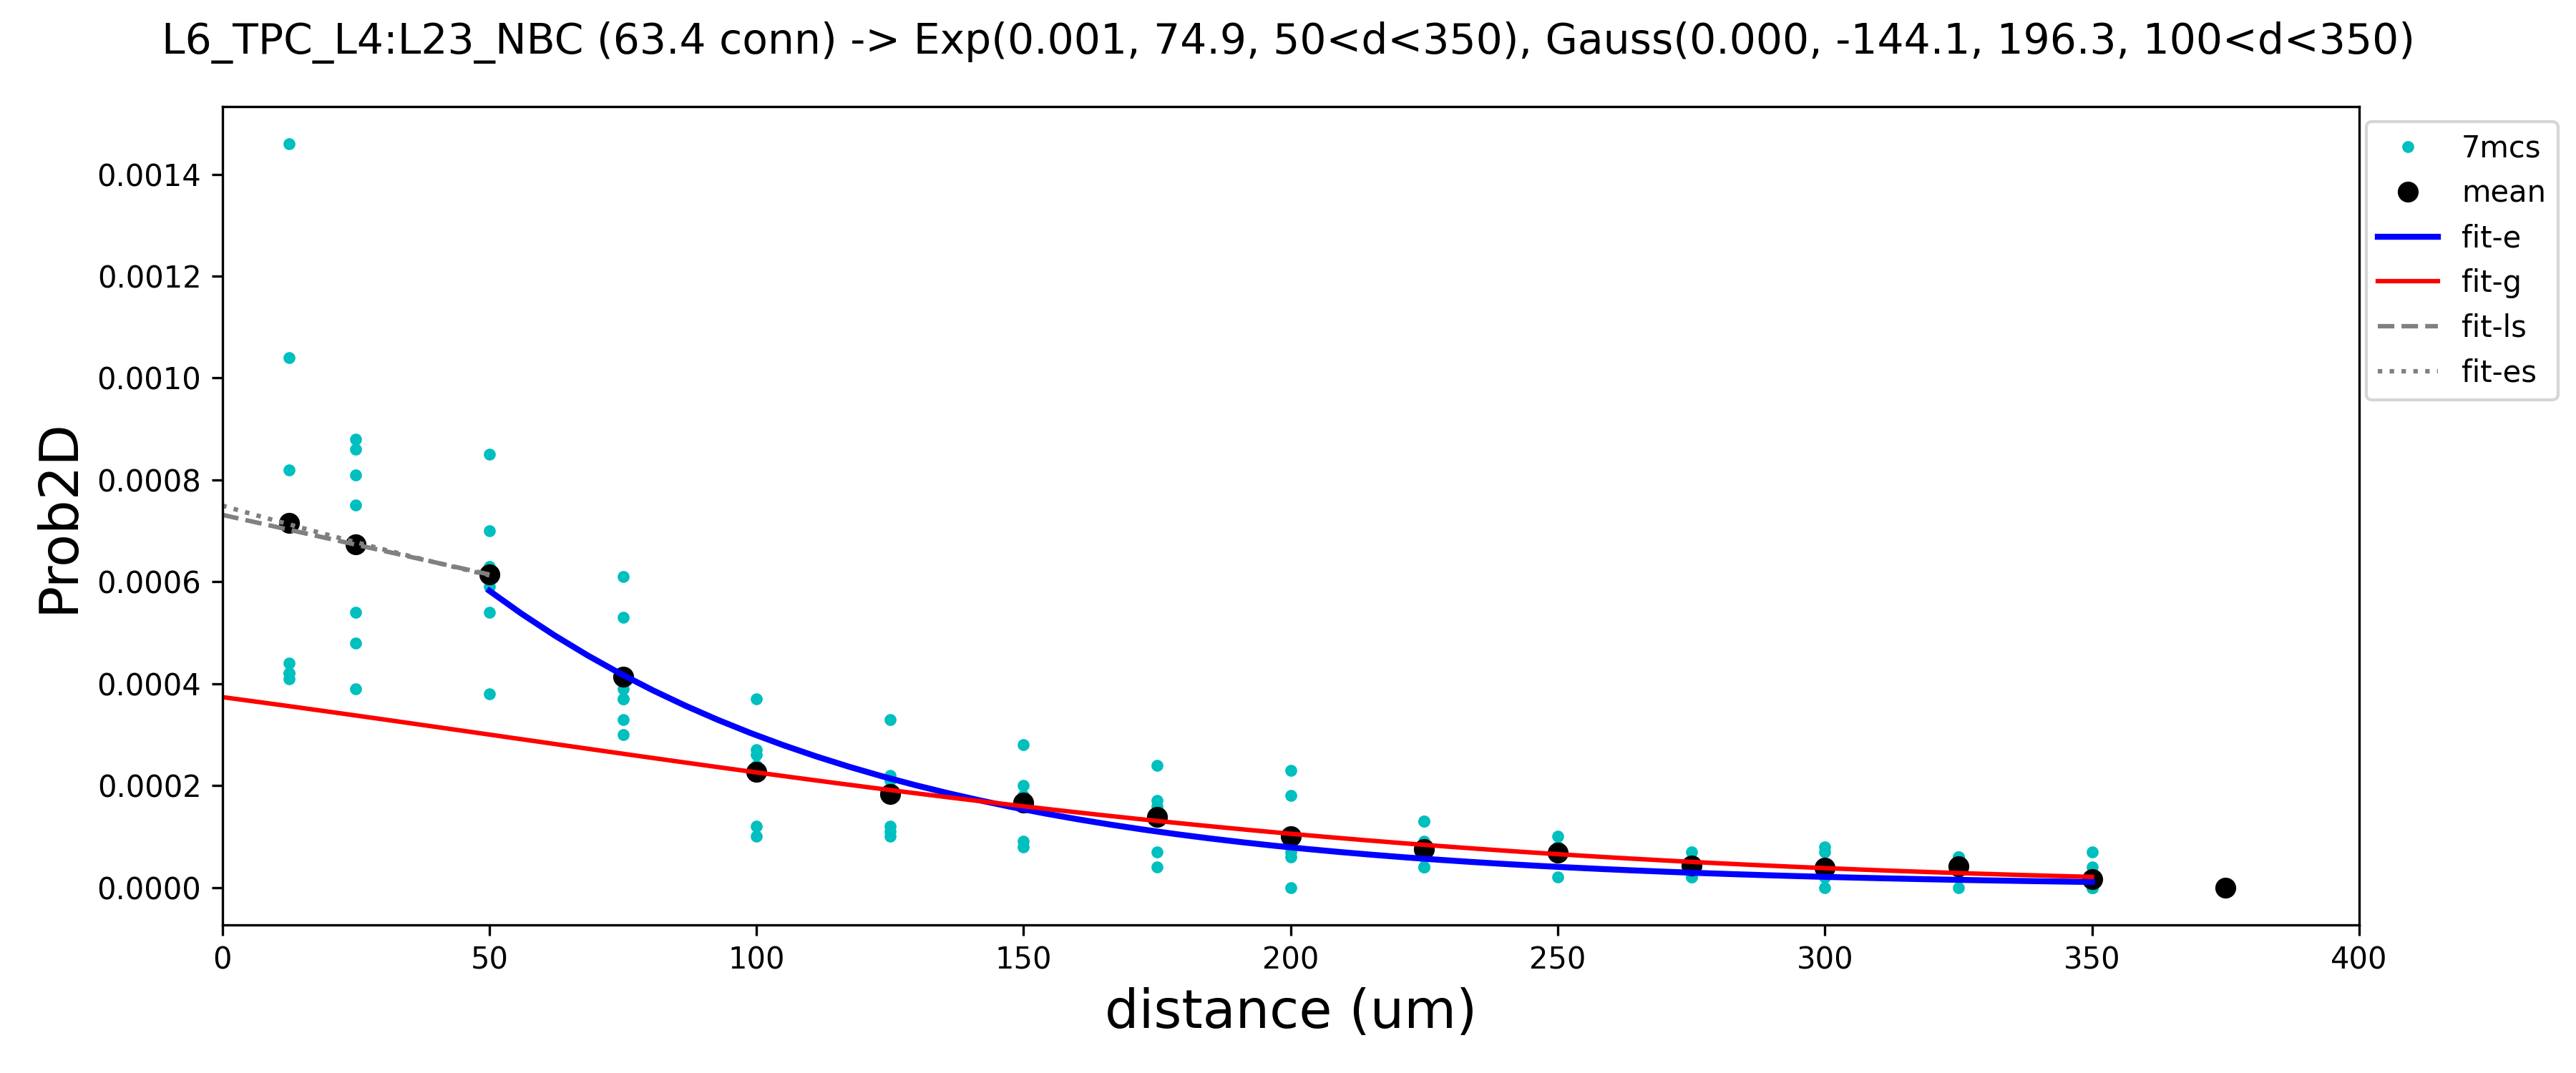 L6_TPC_L4:L23_NBC (63.4 conn) -> Exp(0.001, 74.9, 50<d<350), Gauss(0.000, -144.1, 196.3, 100<d<350)
Prob2D
0.0014
0.0012
0.0010
0.0008
0.0006
0.0004
0.0002
0.0000
0 50 100 150 200 250 300 350 400
distance (um)
7mcs
mean
fit-e
fit-g
fit-ls
fit-es